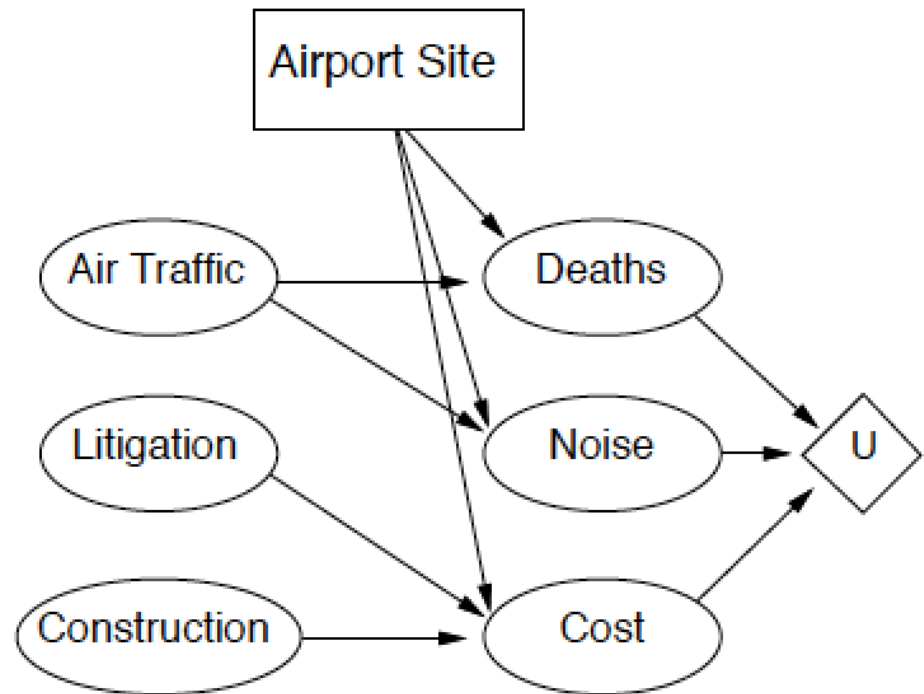 Airport Site
Air Traffic
Deaths
Litigation
Noise
U
Construction
Cost